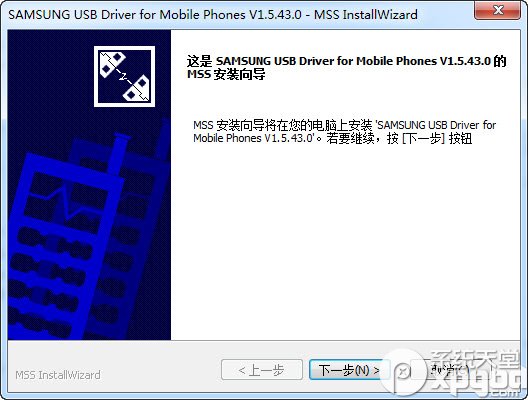 SAMSUNG USB Driver for Mobile Phones V1.5.43.0 - MSS InstallWizard
这是 SAMSUNG USB Driver for Mobile Phones V1.5.43.0 的
MSS 安装向导
MSS 安装向导将在您的电脑上安装 'SAMSUNG USB Driver for
Mobile Phones V1.5.43.0'。若要继续，按 [下一步] 按钮
MSS InstallWizard
< 上一步
下一步(N) >
取消
系统天堂
xpgod.com